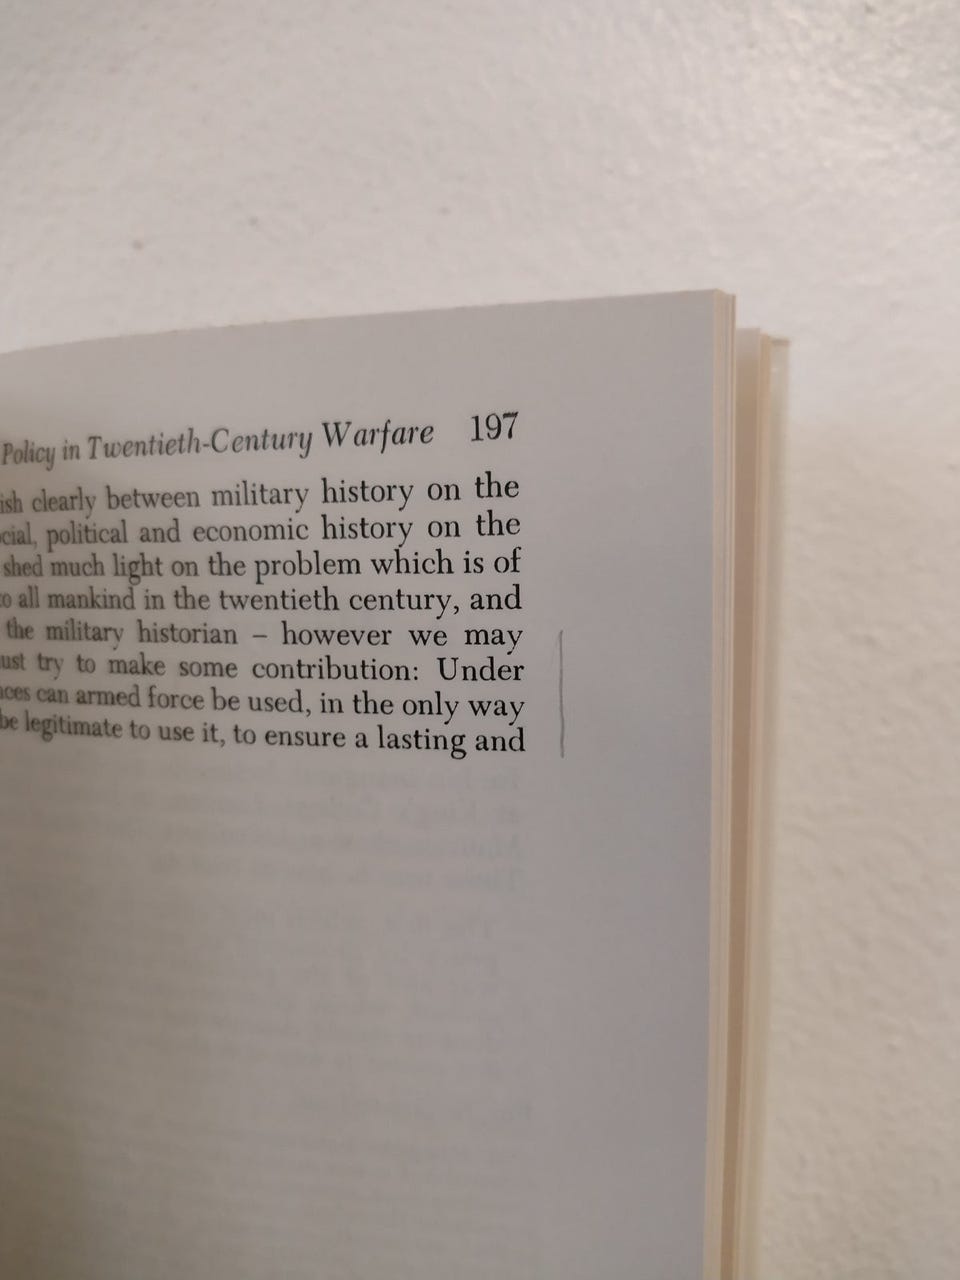 Policy in Twentieth-Century Warfare 197
ish clearly between military history on the
cial, political and economic history on the
shed much light on the problem which is of
to all mankind in the twentieth century, and
the military historian – however we may
ust try to make some contribution: Under
nces can armed force be used, in the only way
be legitimate to use it, to ensure a lasting and